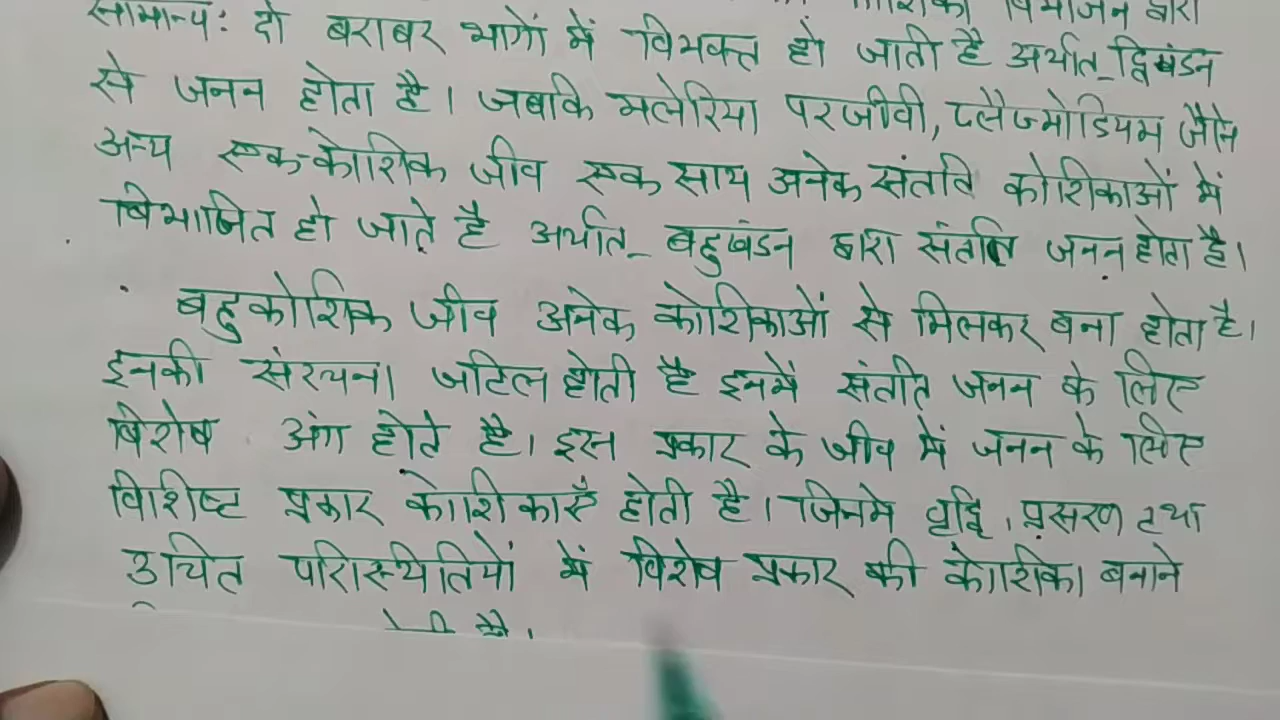 विभाजन द्वारा
सामान्य: दो बराबर भागों में विभक्त हो जाती है अर्थात् द्विखंडन
से जनन होता है। जबकि मलेरिया परजीवी, प्लैज्मोडियम जैसे
अन्य एक-कोशिक जीव एक साथ अनेक संतति कोशिकाओं में
विभाजित हो जाते है अर्थात् बहुखंडन द्वारा संतति जनन होता है।
बहुकोशिक जीव अनेक कोशिकाओं से मिलकर बना होता है।
इनकी संरचना जटिल होती है इनमें संतति जनन के लिए
विशेष अंग होते है। इस प्रकार के जीव में जनन के लिए
विशिष्ट प्रकार कोशिकाएँ होती है। जिनमे वृद्धि, प्रसरण तथा
उचित परिस्थितियों में विशेष प्रकार की कोशिका बनाने